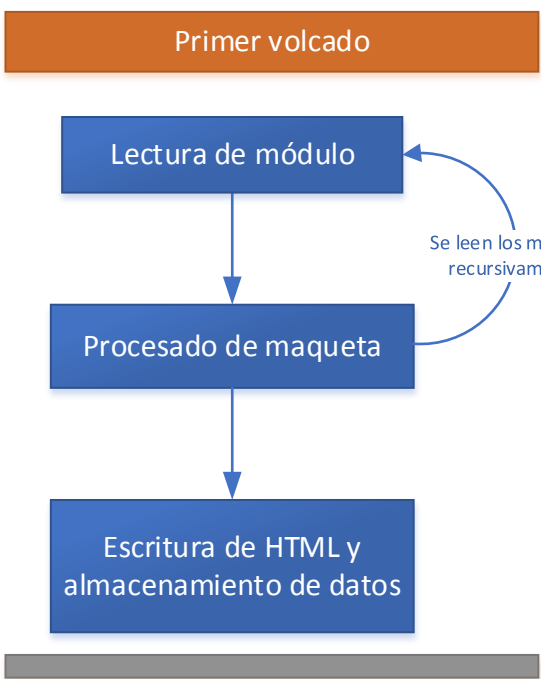 Primer volcado
Lectura de módulo
Se leen los m
recursivam
Procesado de maqueta
Escritura de HTML y
almacenamiento de datos